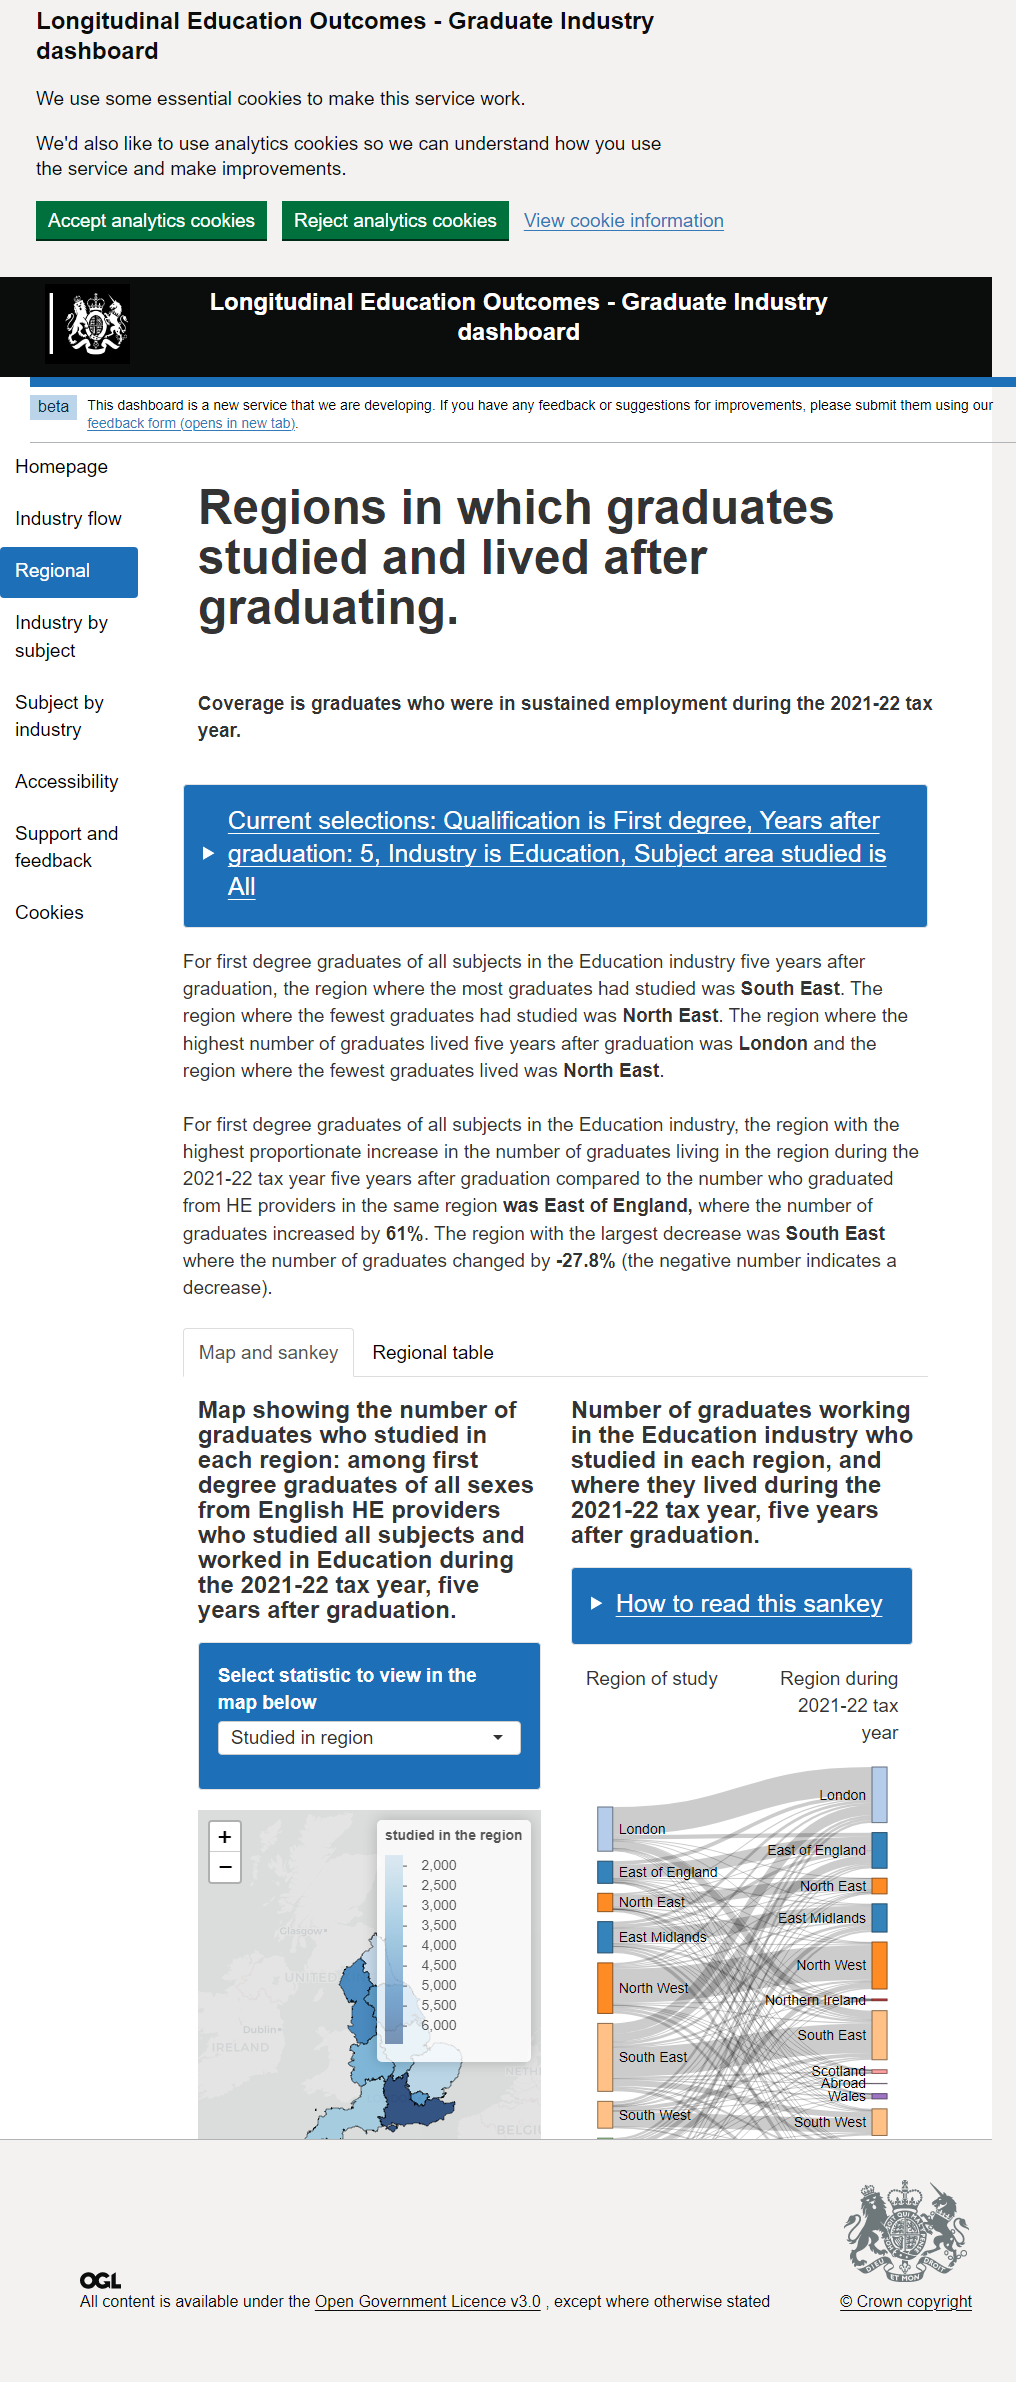 Longitudinal Education Outcomes - Graduate Industry
dashboard
We use some essential cookies to make this service work.
We'd also like to use analytics cookies so we can understand how you use
the service and make improvements.
Accept analytics cookies
Reject analytics cookies
View cookie information
Longitudinal Education Outcomes - Graduate Industry
dashboard
beta
This dashboard is a new service that we are developing. If you have any feedback or suggestions for improvements, please submit them using our
feedback form (opens in new tab).
Homepage
Industry flow
Regional
Industry by
subject
Subject by
industry
Accessibility
Support and
feedback
Cookies
Regions in which graduates
studied and lived after
graduating.
Coverage is graduates who were in sustained employment during the 2021-22 tax
year.
Current selections: Qualification is First degree, Years after
graduation: 5, Industry is Education, Subject area studied is
All
For first degree graduates of all subjects in the Education industry five years after
graduation, the region where the most graduates had studied was South East. The
region where the fewest graduates had studied was North East. The region where the
highest number of graduates lived five years after graduation was London and the
region where the fewest graduates lived was North East.
For first degree graduates of all subjects in the Education industry, the region with the
highest proportionate increase in the number of graduates living in the region during the
2021-22 tax year five years after graduation compared to the number who graduated
from HE providers in the same region was East of England, where the number of
graduates increased by 61%. The region with the largest decrease was South East
where the number of graduates changed by -27.8% (the negative number indicates a
decrease).
Map and sankey
Regional table
Map showing the number of
graduates who studied in
each region: among first
degree graduates of all sexes
from English HE providers
who studied all subjects and
worked in Education during
the 2021-22 tax year, five
years after graduation.
Select statistic to view in the
map below
Studied in region
+
−
studied in the region
2,000
2,500
3,000
3,500
4,000
4,500
5,000
5,500
6,000
Glasgow
UNITED
Dublin
IRELAND
NETH
BELGI
Number of graduates working
in the Education industry who
studied in each region, and
where they lived during the
2021-22 tax year, five years
after graduation.
How to read this sankey
Region of study
Region during
2021-22 tax
year
London
East of England
North East
East Midlands
North West
South East
South West
London
East of England
North East
East Midlands
North West
Northern Ireland
South East
Scotland
Abroad
Wales
South West
OGL
All content is available under the Open Government Licence v3.0 , except where otherwise stated
DIEU ET MON DROIT
© Crown copyright